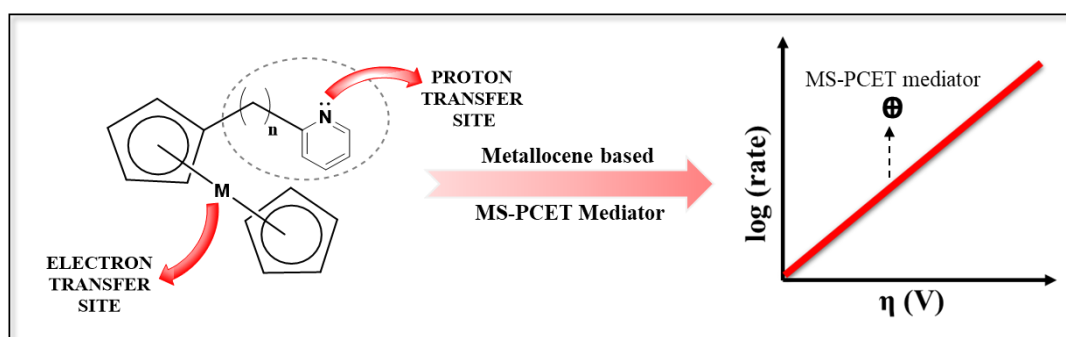 N
n
M
PROTON
TRANSFER
SITE
ELECTRON
TRANSFER
SITE
Metallocene based
MS-PCET Mediator
MS-PCET mediator
log (rate)
η (V)